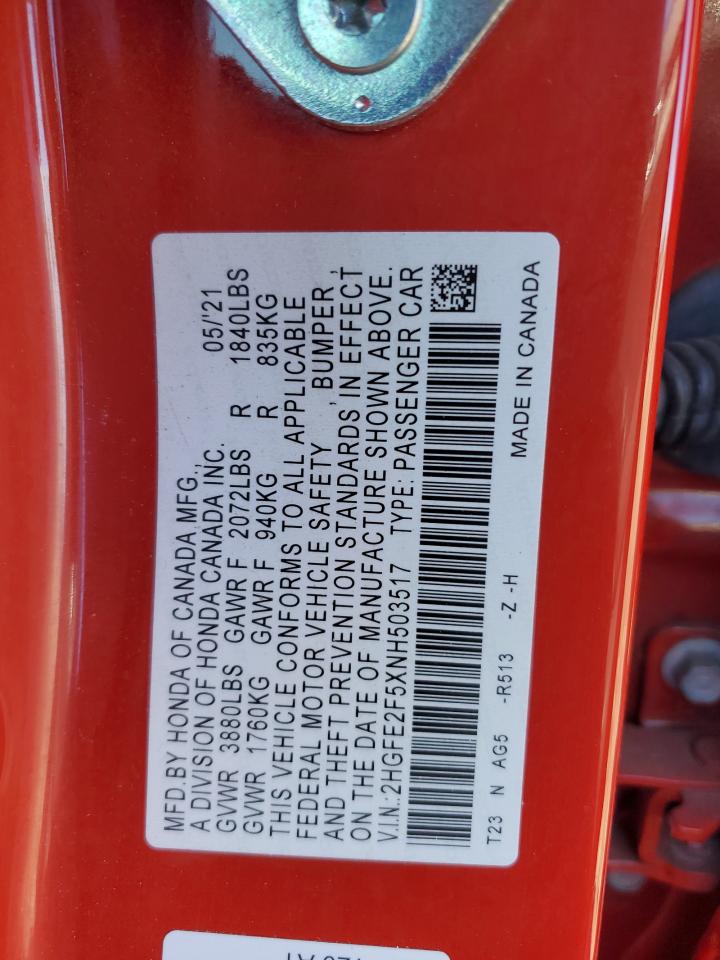 MFD.BY HONDA OF CANADA MFG.,
A DIVISION OF HONDA CANADA INC. 05/'21
GVWR 3880LBS GAWR F 2072LBS R 1840LBS
GVWR 1760KG GAWR F 940KG R 835KG
THIS VEHICLE CONFORMS TO ALL APPLICABLE
FEDERAL MOTOR VEHICLE SAFETY , BUMPER ,
AND THEFT PREVENTION STANDARDS IN EFFECT
ON THE DATE OF MANUFACTURE SHOWN ABOVE.
V.I.N.:2HGFE2F5XNH503517 TYPE: PASSENGER CAR
T23 N AG5 -R513 -Z -H MADE IN CANADA